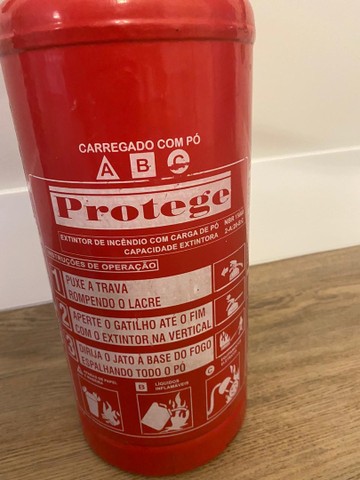 CARREGADO COM PÓ
A B C
Protege
EXTINTOR DE INCÊNDIO COM CARGA DE PÓ
CAPACIDADE EXTINTORA
NBR
INSTRUÇÕES DE OPERAÇÃO
1 PUXE A TRAVA
ROMPENDO O LACRE
2 APERTE O GATILHO ATÉ O FIM
COM O EXTINTOR NA VERTICAL
3 DIRIJA O JATO À BASE DO FOGO
ESPALHANDO TODO O PÓ
A
B LÍQUIDOS
INFLAMÁVEIS
C